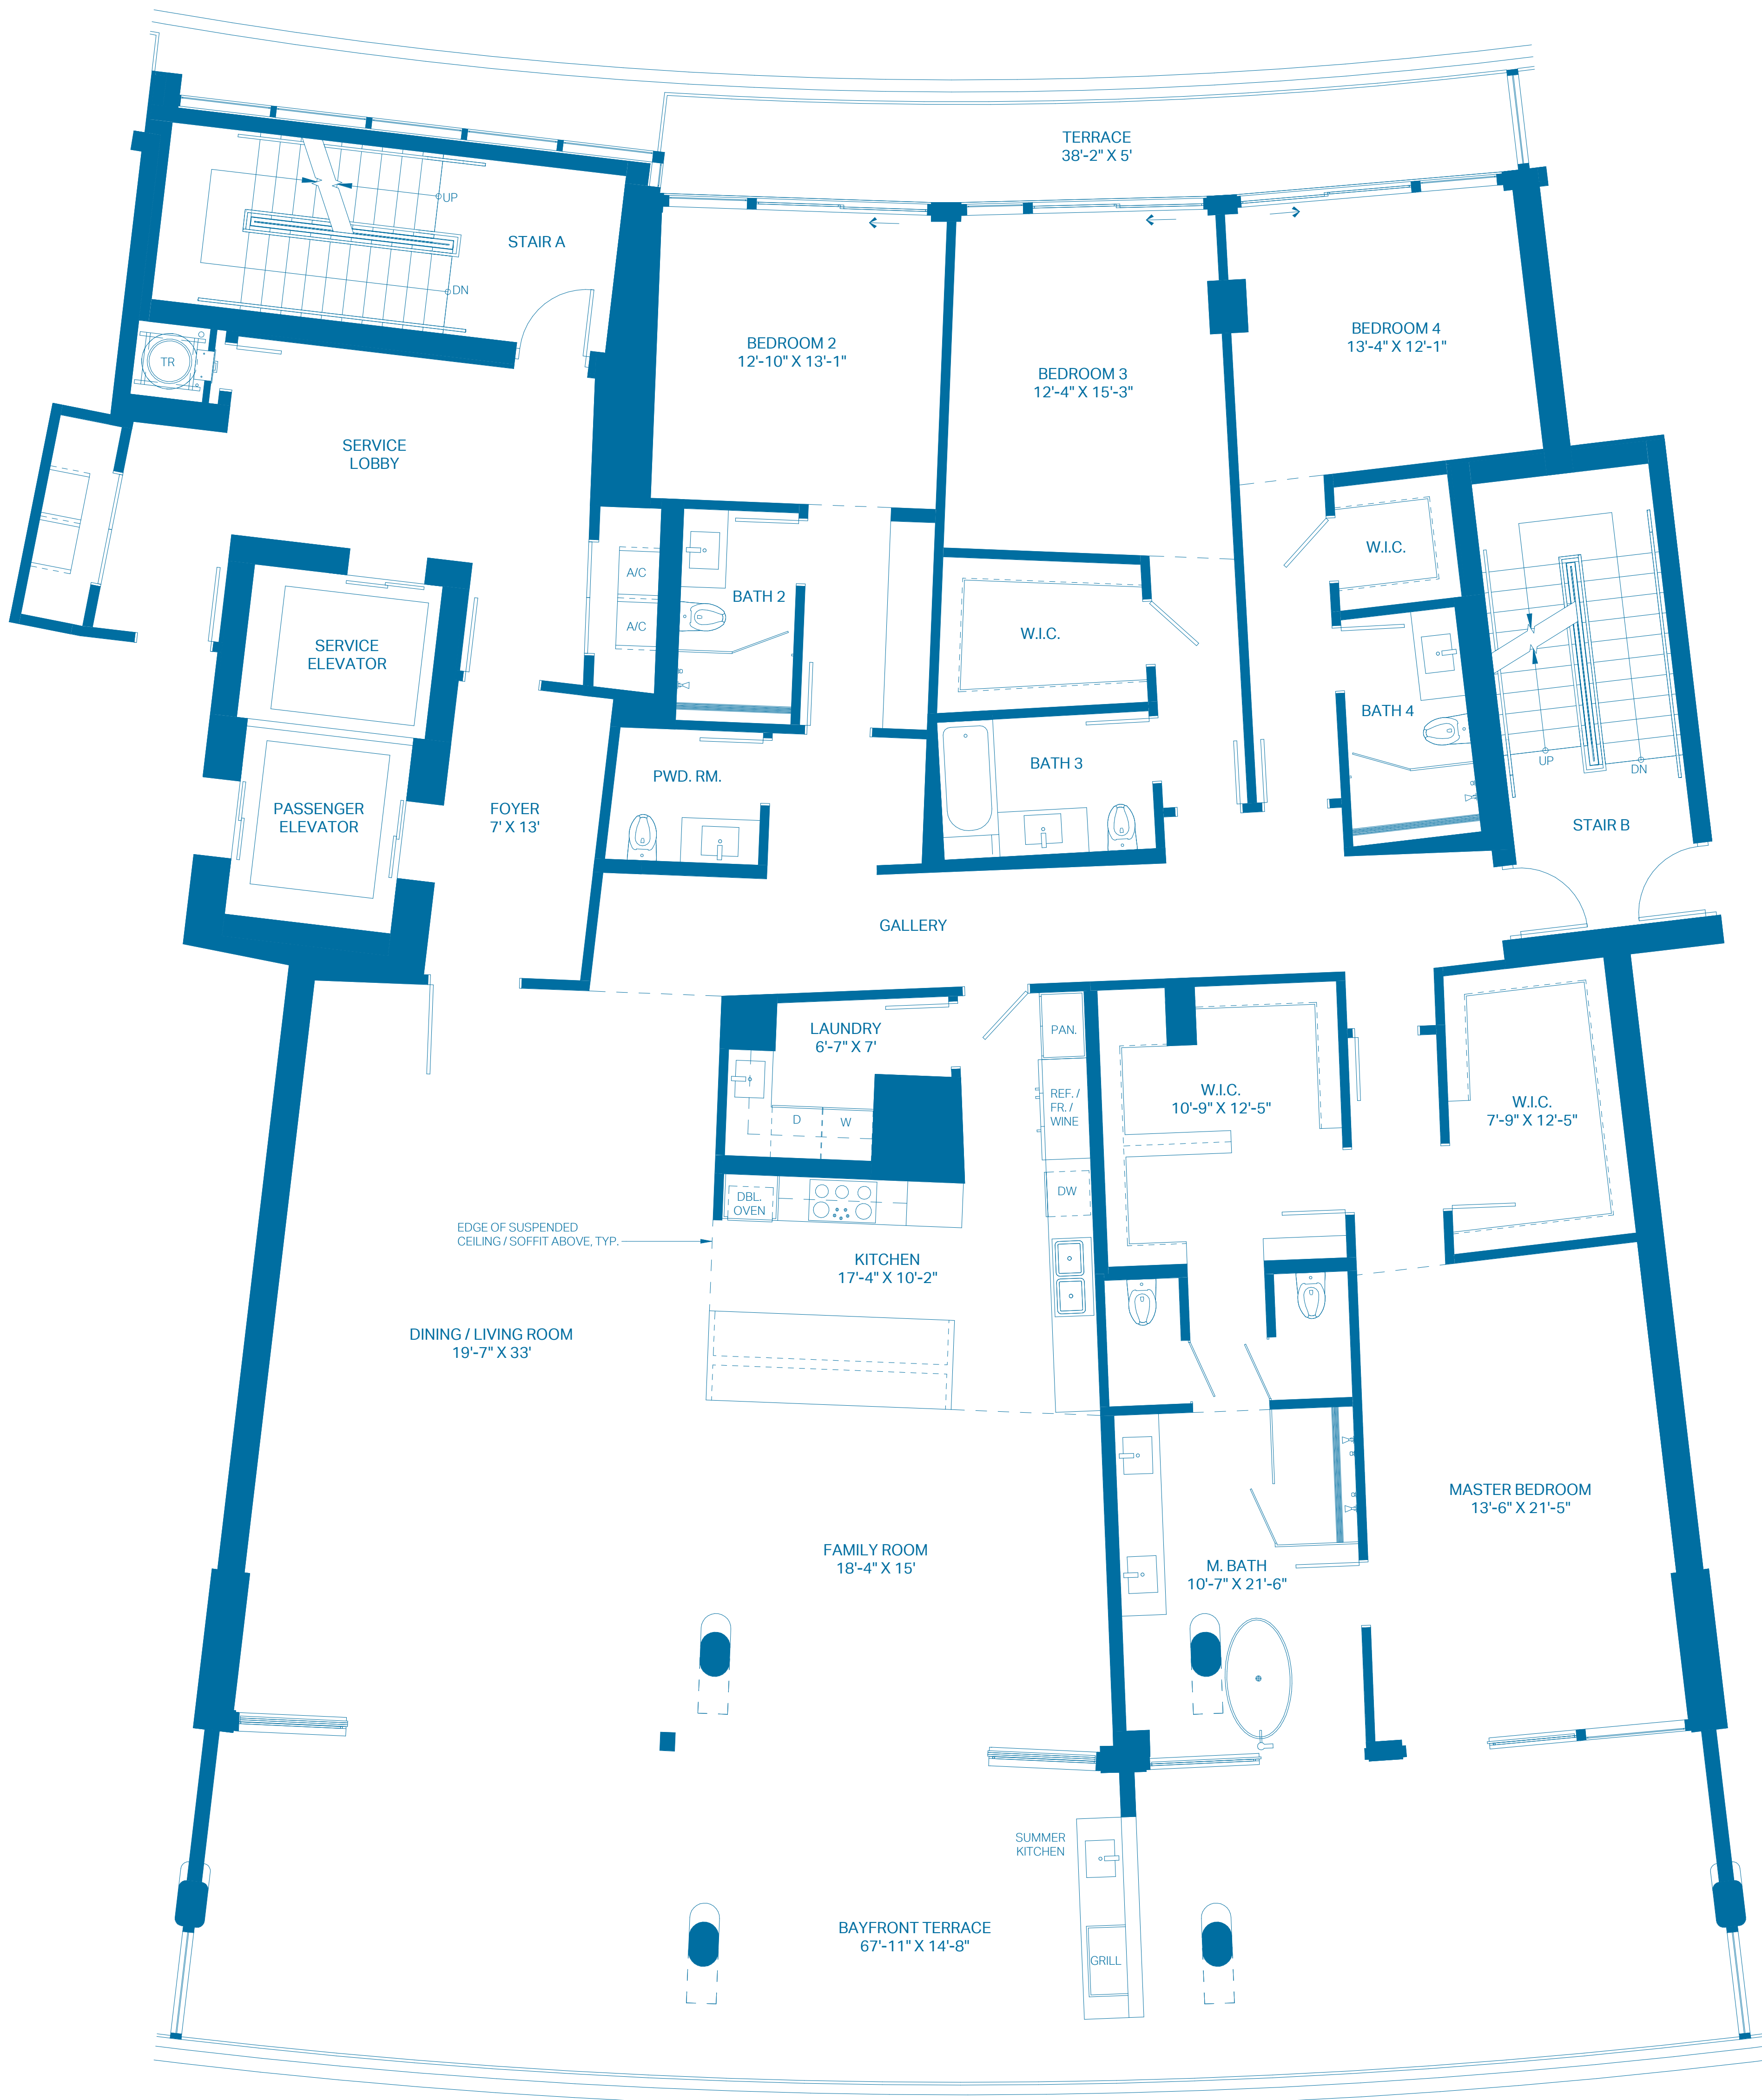 TERRACE
38'-2" X 5'
UP
STAIR A
DN
BEDROOM 2
12'-10" X 13'-1"
BEDROOM 3
12'-4" X 15'-3"
BEDROOM 4
13'-4" X 12'-1"
TR
SERVICE
LOBBY
W.I.C.
A/C
BATH 2
A/C
W.I.C.
SERVICE
ELEVATOR
BATH 4
PWD. RM.
BATH 3
UP
DN
PASSENGER
ELEVATOR
FOYER
7' X 13'
STAIR B
GALLERY
LAUNDRY
6'-7" X 7'
PAN.
REF. /
FR. /
WINE
W.I.C.
10'-9" X 12'-5"
W.I.C.
7'-9" X 12'-5"
D
W
DBL.
OVEN
DW
EDGE OF SUSPENDED
CEILING / SOFFIT ABOVE, TYP.
KITCHEN
17'-4" X 10'-2"
DINING / LIVING ROOM
19'-7" X 33'
MASTER BEDROOM
13'-6" X 21'-5"
FAMILY ROOM
18'-4" X 15'
M. BATH
10'-7" X 21'-6"
SUMMER
KITCHEN
BAYFRONT TERRACE
67'-11" X 14'-8"
GRILL